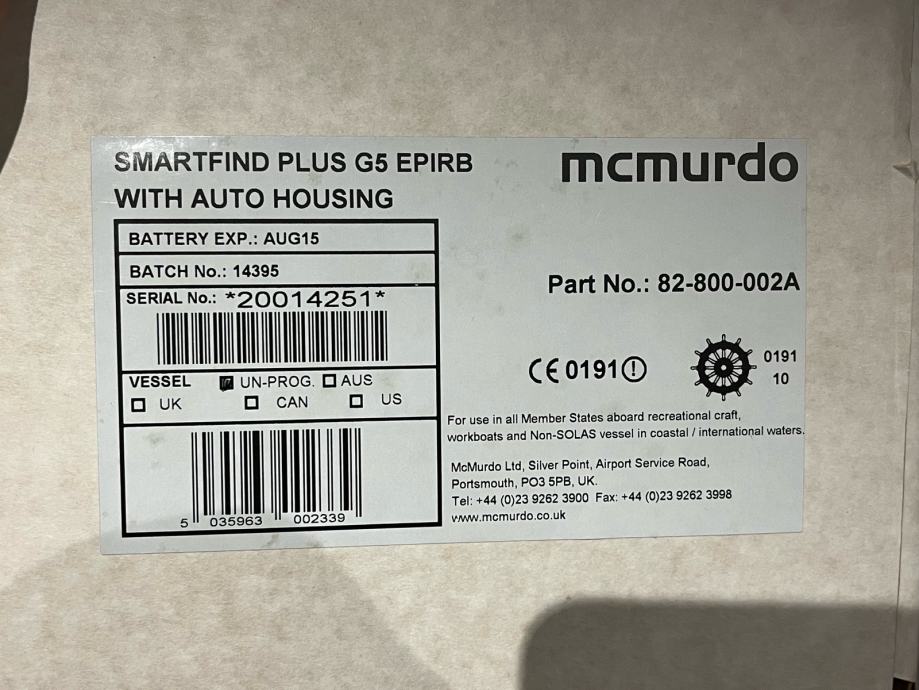 SMARTFIND PLUS G5 EPIRB
WITH AUTO HOUSING
mcmurdo
BATTERY EXP.: AUG15
BATCH No.: 14395
SERIAL No.: *20014251*
Part No.: 82-800-002A
CE 0191
0191
10
VESSEL UN-PROG. AUS
UK CAN US
For use in all Member States aboard recreational craft,
workboats and Non-SOLAS vessel in coastal / international waters.
McMurdo Ltd, Silver Point, Airport Service Road,
Portsmouth, PO3 5PB, UK.
Tel: +44 (0)23 9262 3900 Fax: +44 (0)23 9262 3998
www.mcmurdo.co.uk
5 035963 002339